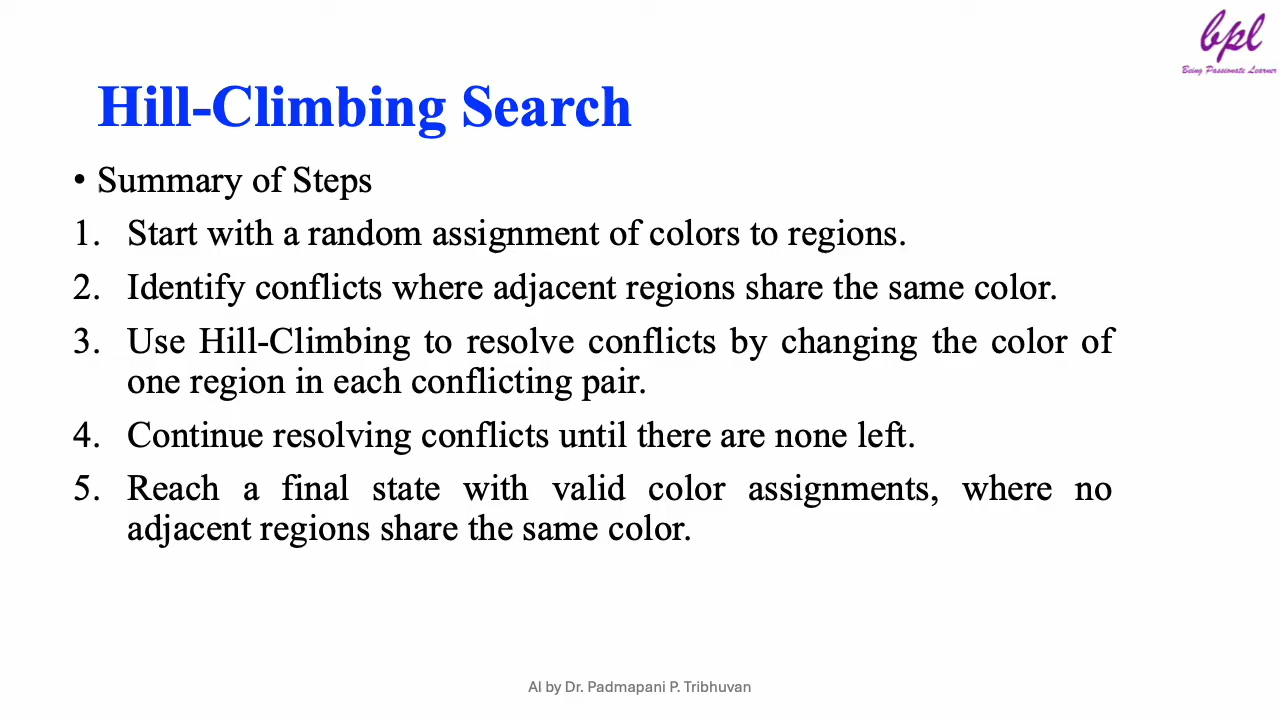 bpl
Being Passionate Learner
Hill-Climbing Search
• Summary of Steps
1. Start with a random assignment of colors to regions.
2. Identify conflicts where adjacent regions share the same color.
3. Use Hill-Climbing to resolve conflicts by changing the color of
one region in each conflicting pair.
4. Continue resolving conflicts until there are none left.
5. Reach a final state with valid color assignments, where no
adjacent regions share the same color.
AI by Dr. Padmapani P. Tribhuvan